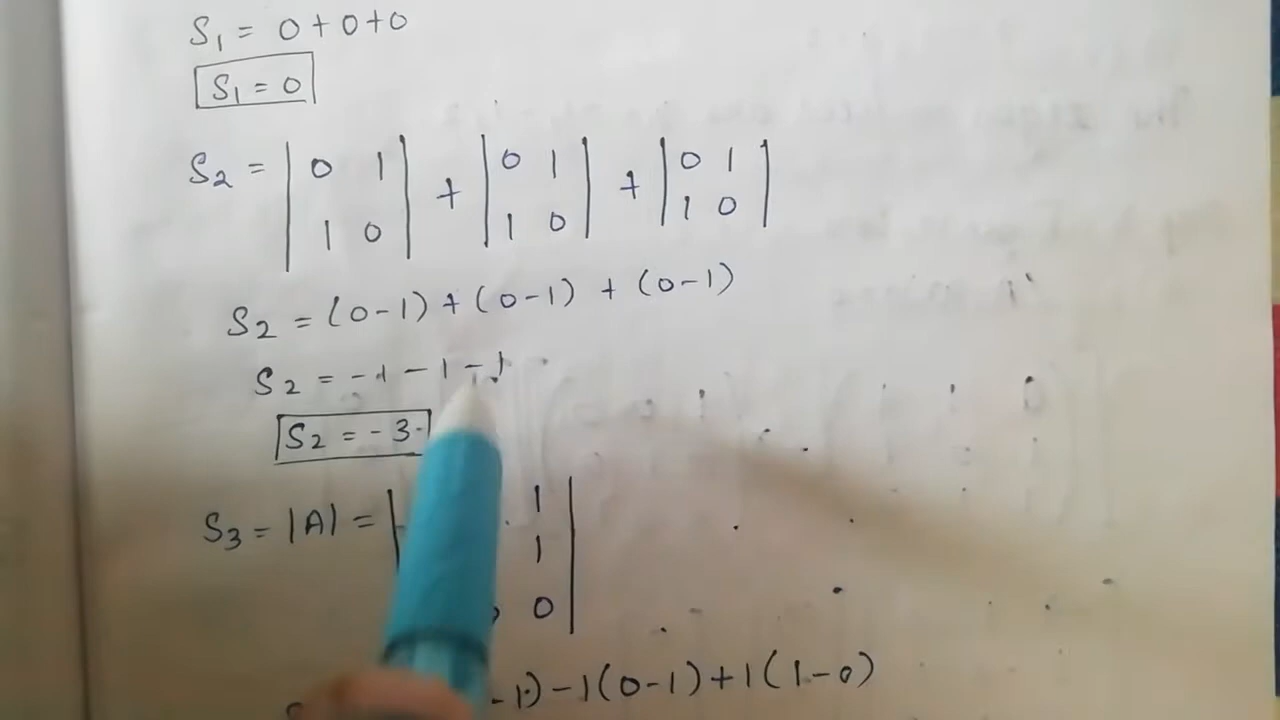 S₁ = 0 + 0 + 0
S₁ = 0
S₂ = | 0 1 | + | 0 1 | + | 0 1 |
| 1 0 | | 1 0 | | 1 0 |
S₂ = (0 - 1) + (0 - 1) + (0 - 1)
S₂ = - 1 - 1 - 1
S₂ = - 3
S₃ = |A| = | 1 |
1
0
- 1) - 1 (0 - 1) + 1 (1 - 0)